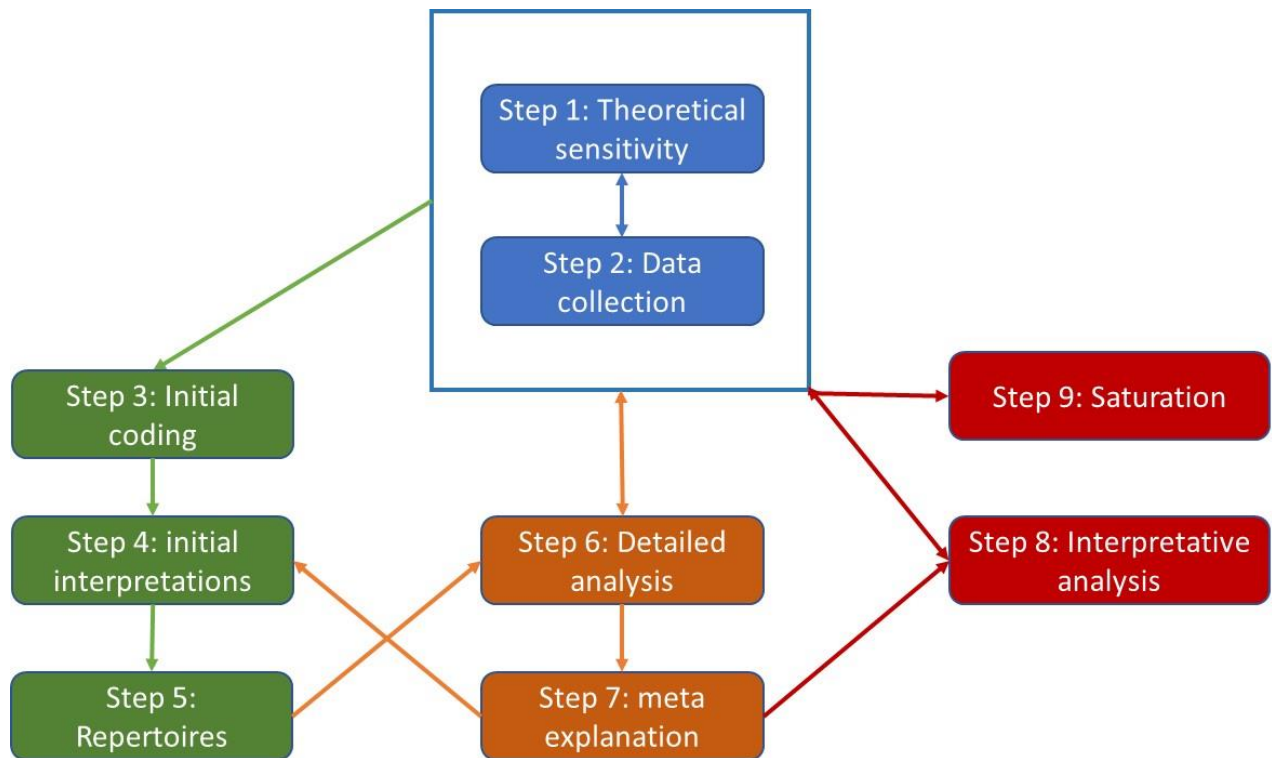 Step 1: Theoretical
sensitivity
Step 2: Data
collection
Step 3: Initial
coding
Step 4: initial
interpretations
Step 5:
Repertoires
Step 6: Detailed
analysis
Step 7: meta
explanation
Step 8: Interpretative
analysis
Step 9: Saturation